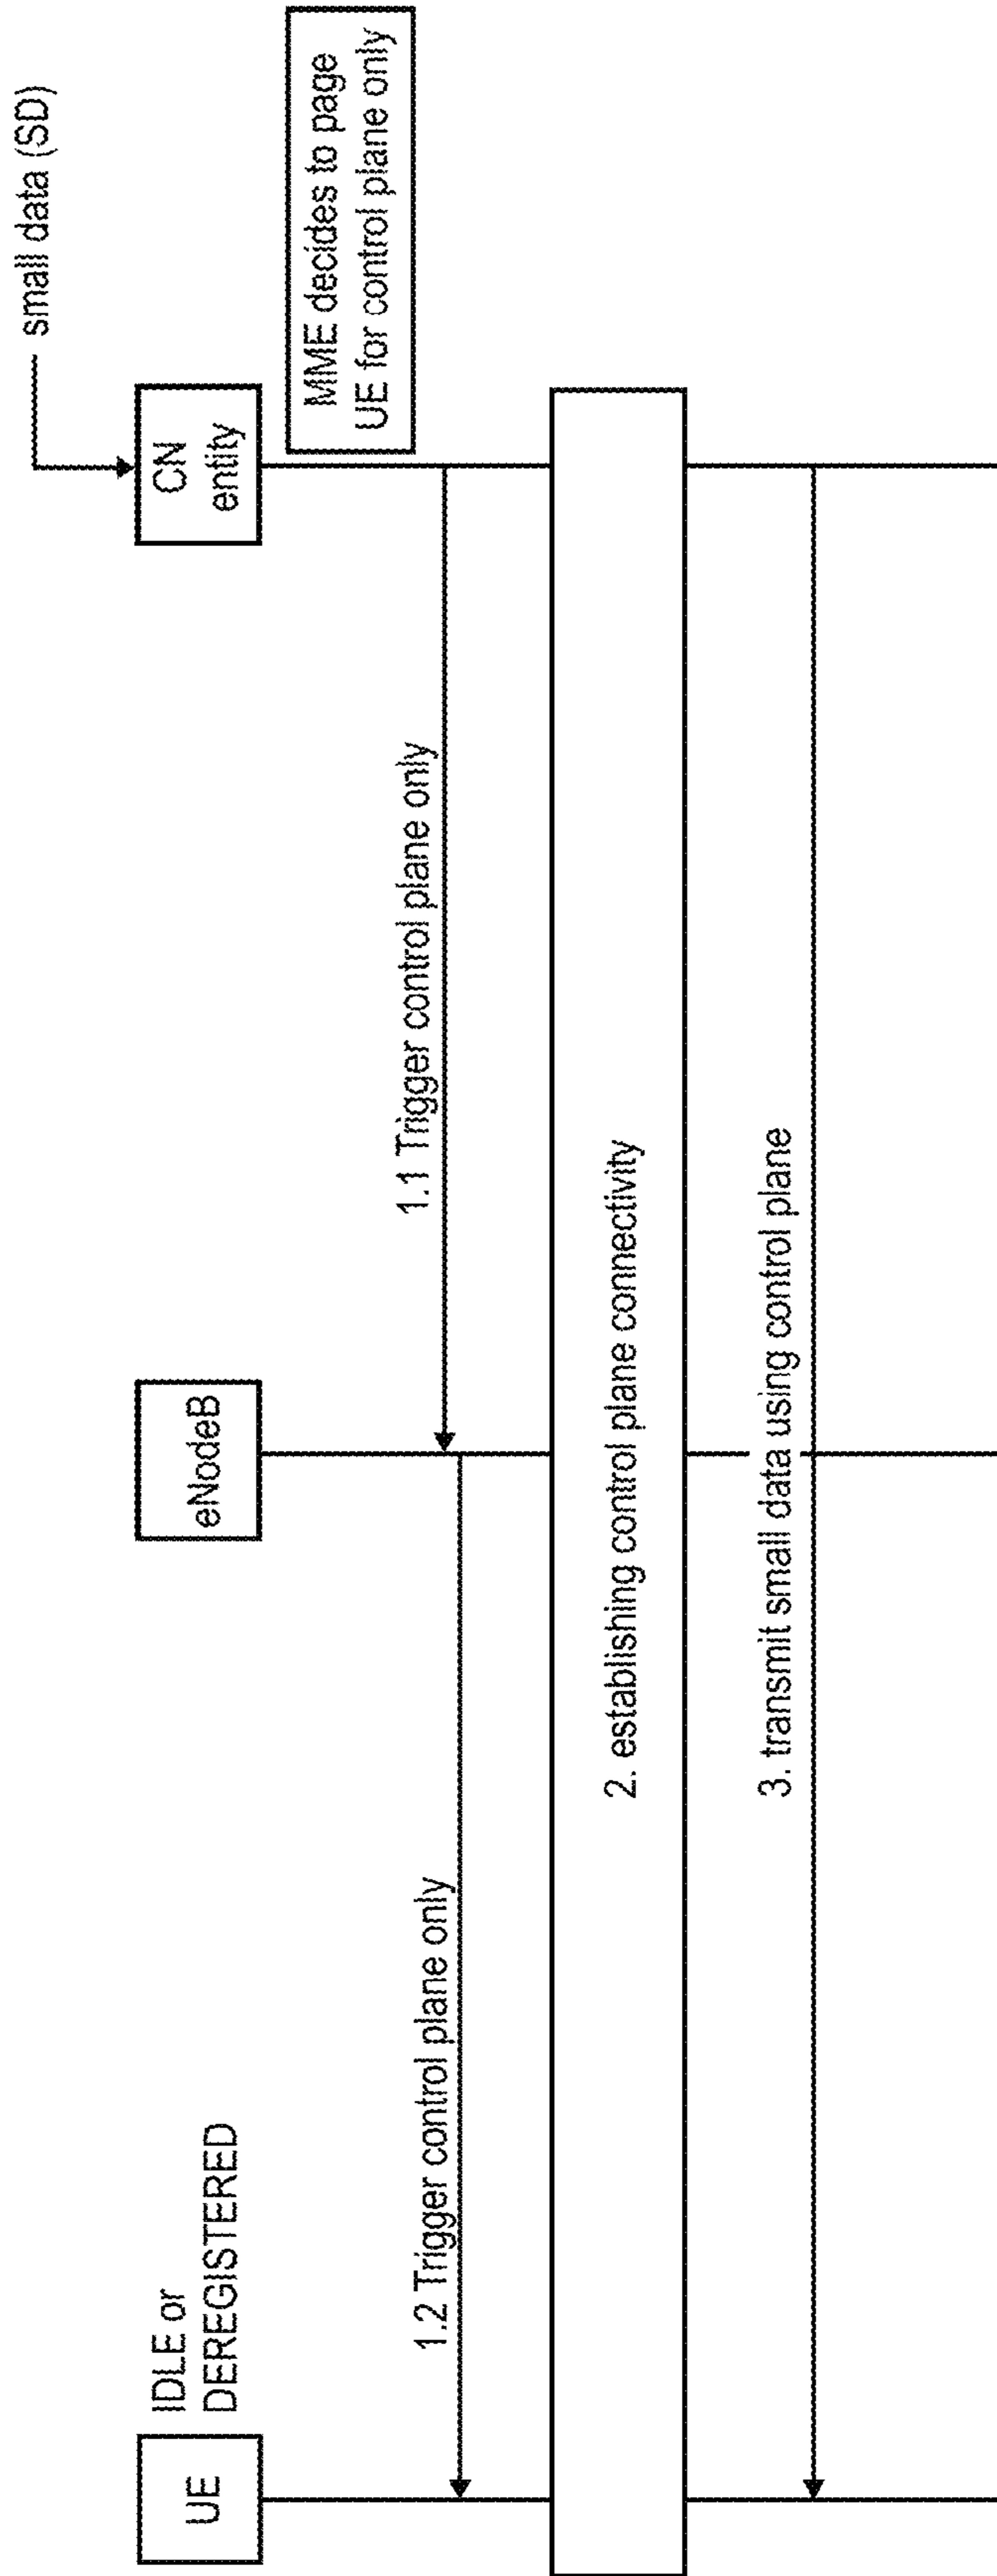 small data (SD)
UE
IDLE or
DEREGISTERED
eNodeB
CN
entity
MME decides to page
UE for control plane only
1.1 Trigger control plane only
1.2 Trigger control plane only
2. establishing control plane connectivity
3. transmit small data using control plane